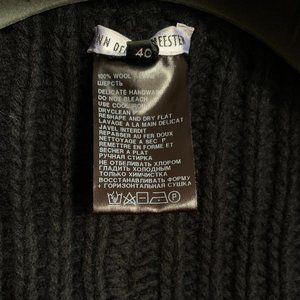 40
100% WOOL
ШЕРСТЬ
DELICATE HANDWASH
DO NOT BLEACH
USE COOL IRON
DRYCLEAN P
RESHAPE AND DRY FLAT
LAVAGE A LA MAIN DELICAT
JAVEL INTERDIT
REPASSER AU FER DOUX
NETTOYAGE A SEC P
REMETTRE EN FORME ET
SECHER A PLAT
РУЧНАЯ СТИРКА
НЕ ОТБЕЛИВАТЬ ХЛОРОМ
ГЛАДИТЬ ХОЛОДНЫМ
ТОЛЬКО ХИМЧИСТКА
ВОССТАНАВЛИВАТЬ ФОРМУ
+ ГОРИЗОНТАЛЬНАЯ СУШКА